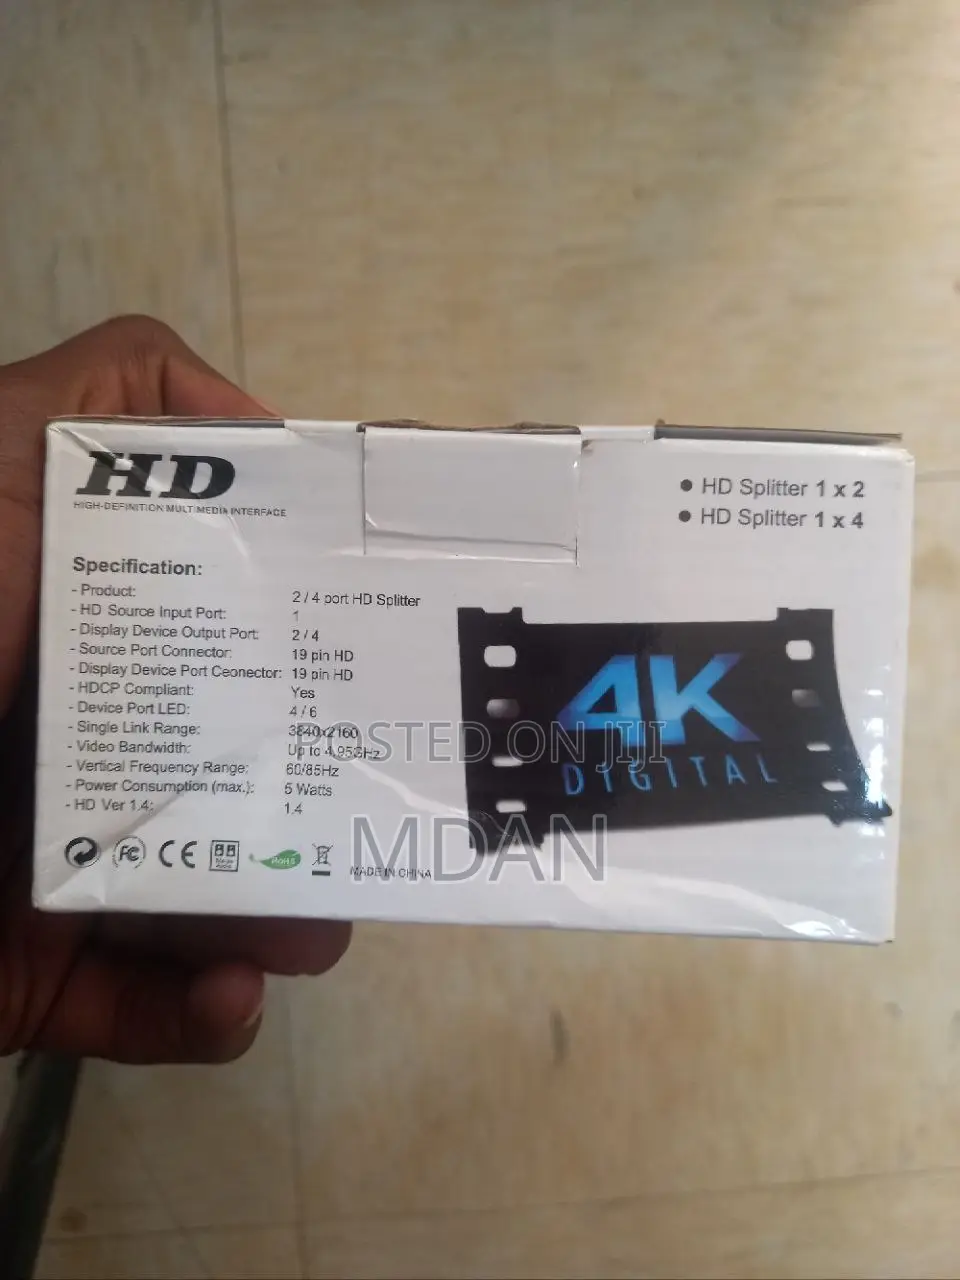 HD
HIGH-DEFINITION MULTIMEDIA INTERFACE
● HD Splitter 1 x 2
● HD Splitter 1 x 4
Specification:
- Product: 2 / 4 port HD Splitter
- HD Source Input Port: 1
- Display Device Output Port: 2 / 4
- Source Port Connector: 19 pin HD
- Display Device Port Ceonector: 19 pin HD
- HDCP Compliant: Yes
- Device Port LED: 4 / 6
- Single Link Range: 3840x2160
- Video Bandwidth: Up to 4.95GHz
- Vertical Frequency Range: 60/85Hz
- Power Consumption (max.): 5 Watts
- HD Ver 1.4: 1.4
4K
DIGITAL
FC CE RoHS
MADE IN CHINA
POSTED ON JIJI
MDAN